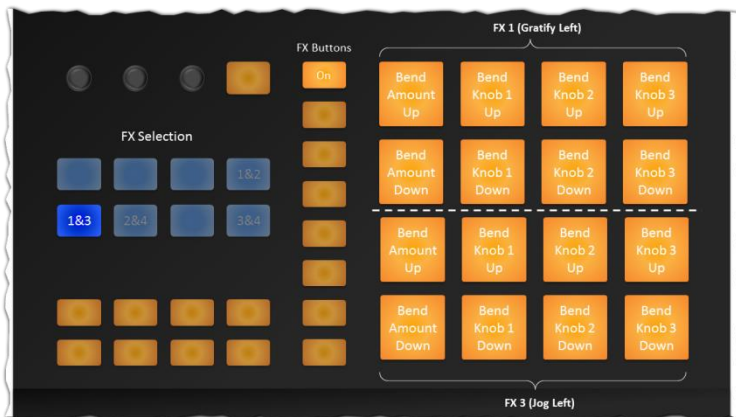 FX 1 (Gratify Left)
FX Buttons
On
Bend Amount Up
Bend Knob 1 Up
Bend Knob 2 Up
Bend Knob 3 Up
FX Selection
1&2
Bend Amount Down
Bend Knob 1 Down
Bend Knob 2 Down
Bend Knob 3 Down
1&3
2&4
3&4
Bend Amount Up
Bend Knob 1 Up
Bend Knob 2 Up
Bend Knob 3 Up
Bend Amount Down
Bend Knob 1 Down
Bend Knob 2 Down
Bend Knob 3 Down
FX 3 (Jog Left)